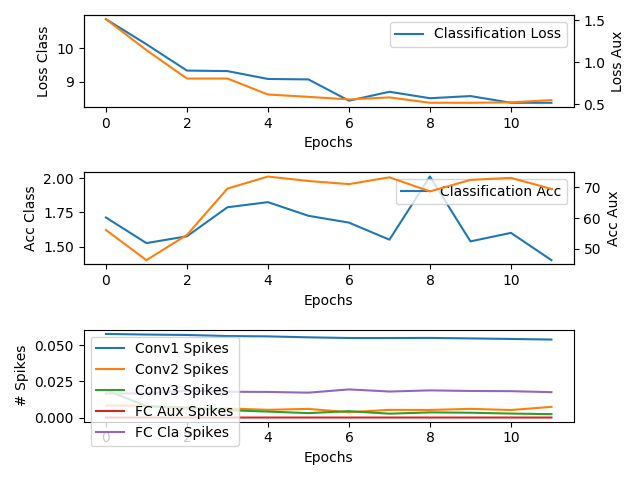 Classification Loss
Loss Class
10
9
1.5
1.0
0.5
Loss Aux
0 2 4 6 8 10
Epochs
Classification Acc
Acc Class
2.00
1.75
1.50
70
60
50
Acc Aux
0 2 4 6 8 10
Epochs
# Spikes
0.050
0.025
0.000
Conv1 Spikes
Conv2 Spikes
Conv3 Spikes
FC Aux Spikes
FC Cla Spikes
0 2 4 6 8 10
Epochs